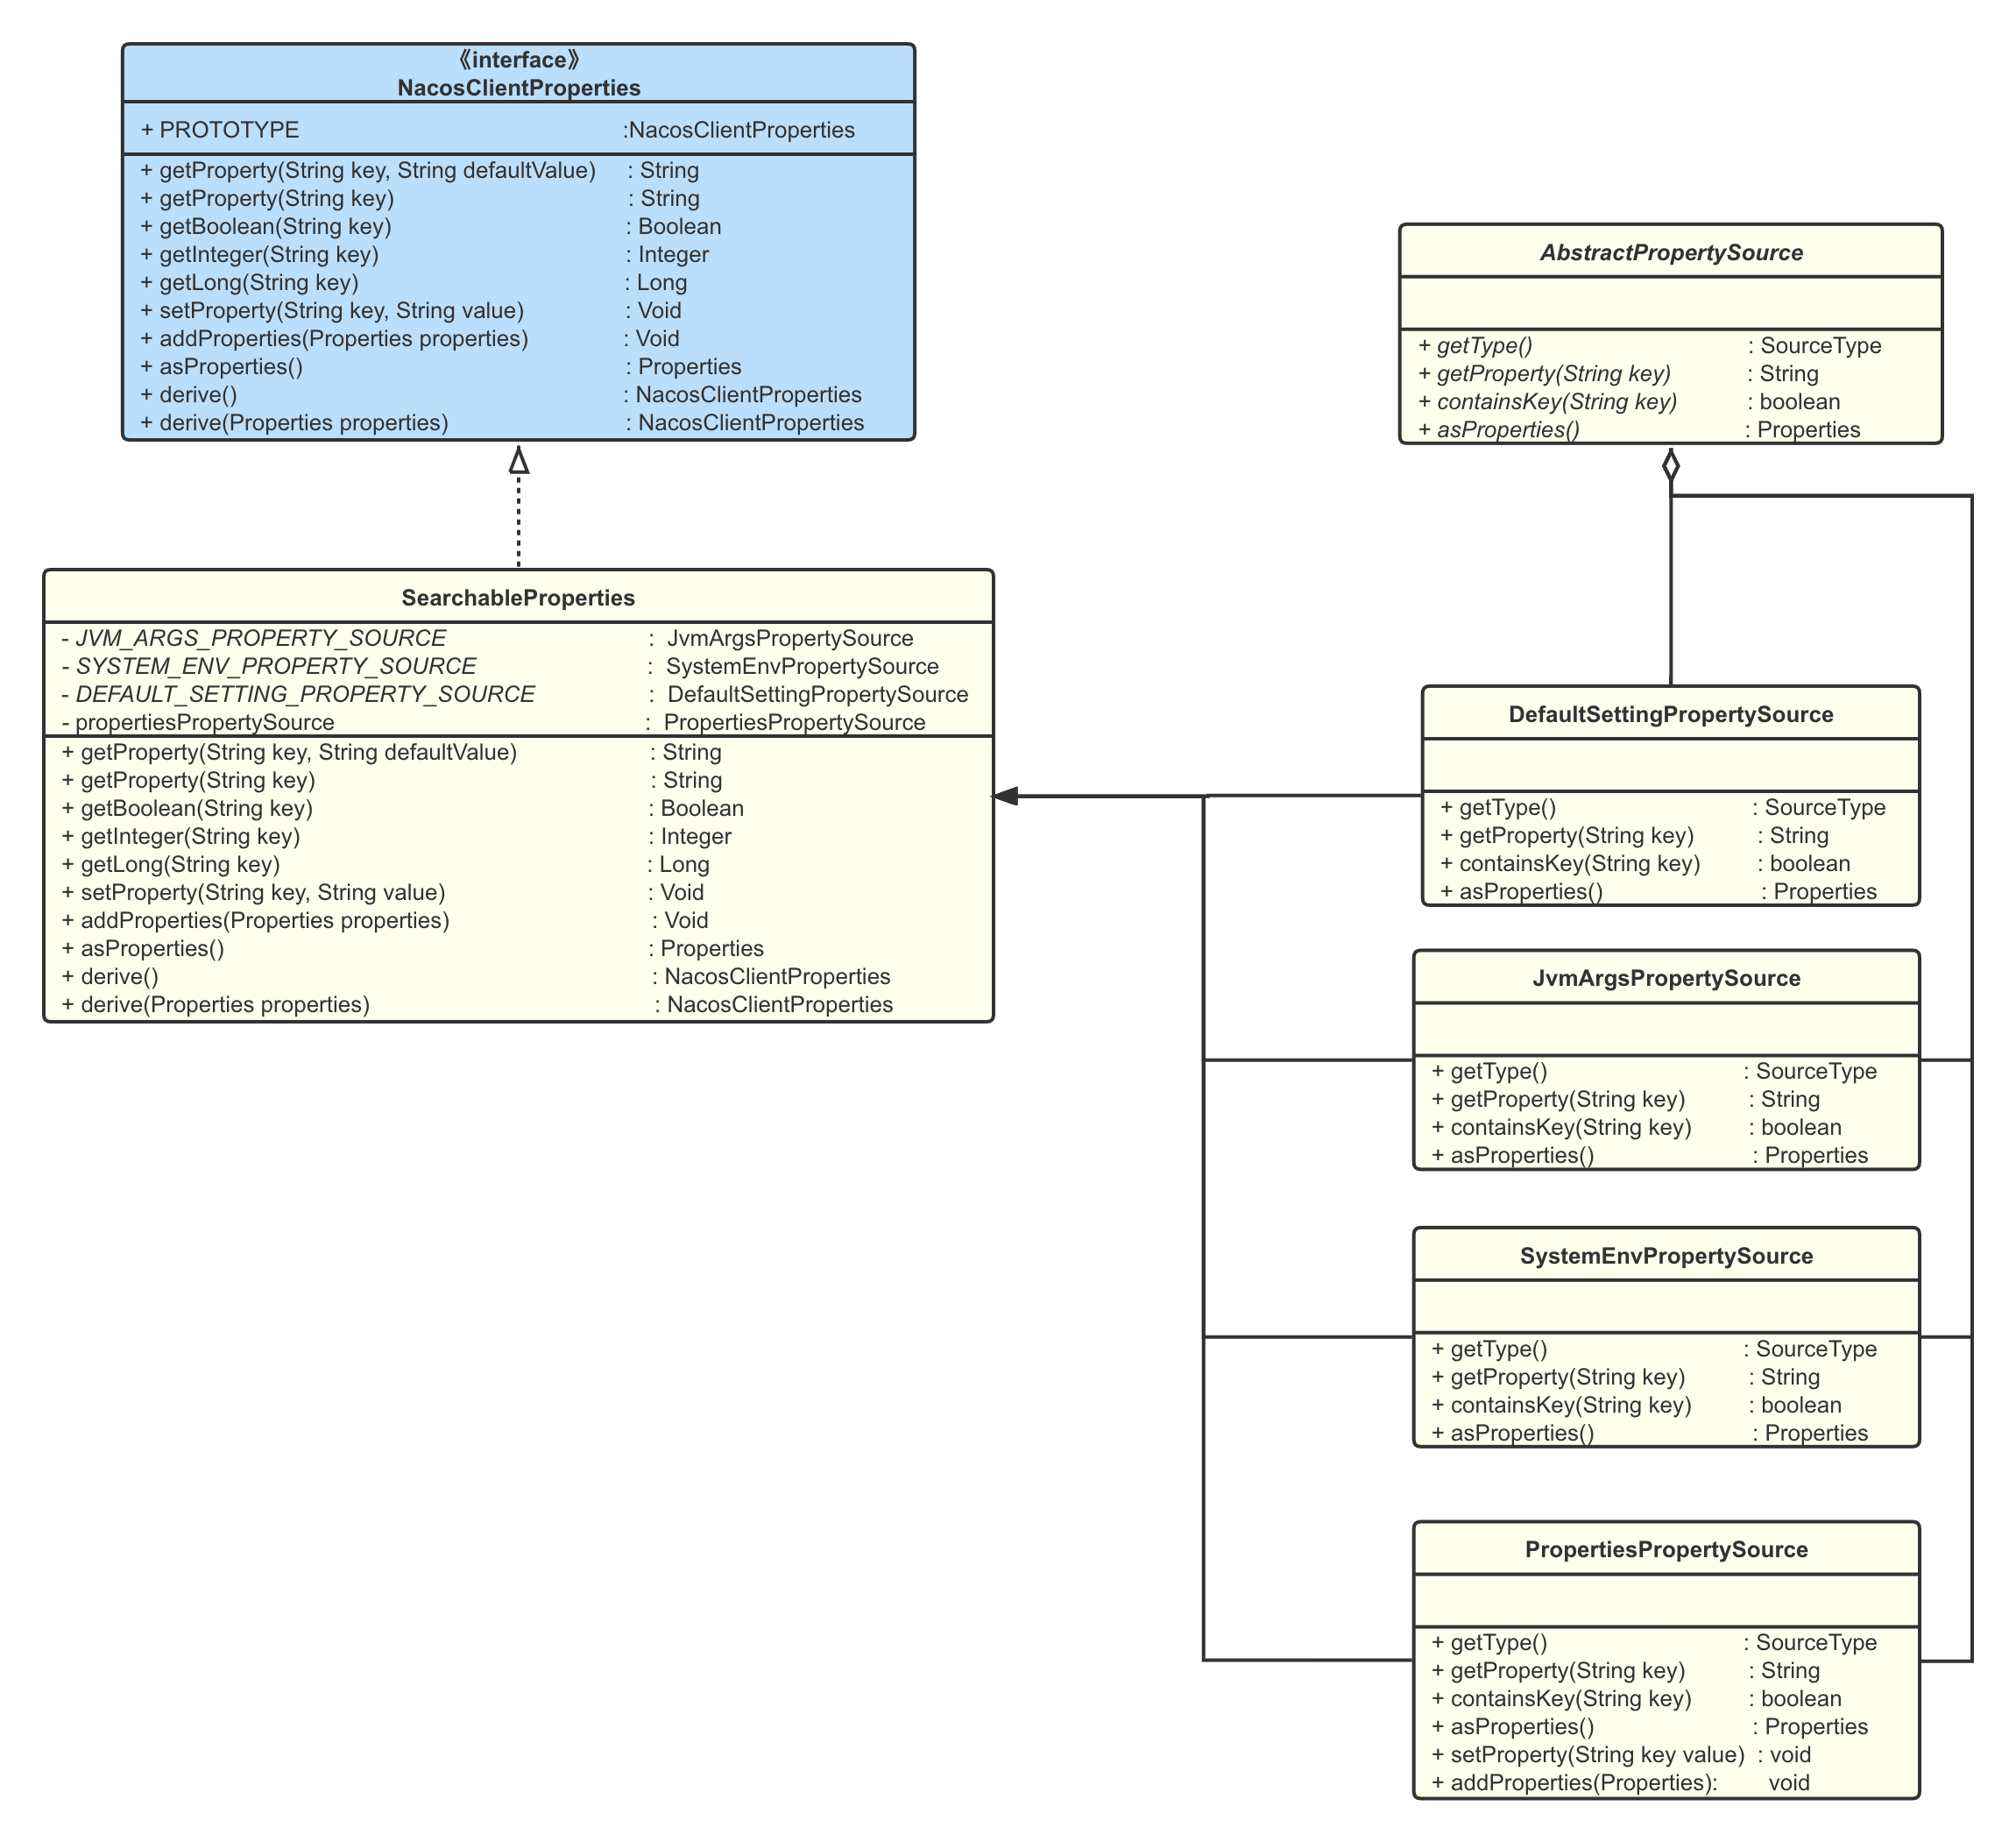 《interface》
NacosClientProperties
+ PROTOTYPE :NacosClientProperties
+ getProperty(String key, String defaultValue) : String
+ getProperty(String key) : String
+ getBoolean(String key) : Boolean
+ getInteger(String key) : Integer
+ getLong(String key) : Long
+ setProperty(String key, String value) : Void
+ addProperties(Properties properties) : Void
+ asProperties() : Properties
+ derive() : NacosClientProperties
+ derive(Properties properties) : NacosClientProperties
SearchableProperties
- JVM_ARGS_PROPERTY_SOURCE : JvmArgsPropertySource
- SYSTEM_ENV_PROPERTY_SOURCE : SystemEnvPropertySource
- DEFAULT_SETTING_PROPERTY_SOURCE : DefaultSettingPropertySource
- propertiesPropertySource : PropertiesPropertySource
+ getProperty(String key, String defaultValue) : String
+ getProperty(String key) : String
+ getBoolean(String key) : Boolean
+ getInteger(String key) : Integer
+ getLong(String key) : Long
+ setProperty(String key, String value) : Void
+ addProperties(Properties properties) : Void
+ asProperties() : Properties
+ derive() : NacosClientProperties
+ derive(Properties properties) : NacosClientProperties
AbstractPropertySource
+ getType() : SourceType
+ getProperty(String key) : String
+ containsKey(String key) : boolean
+ asProperties() : Properties
DefaultSettingPropertySource
+ getType() : SourceType
+ getProperty(String key) : String
+ containsKey(String key) : boolean
+ asProperties() : Properties
JvmArgsPropertySource
+ getType() : SourceType
+ getProperty(String key) : String
+ containsKey(String key) : boolean
+ asProperties() : Properties
SystemEnvPropertySource
+ getType() : SourceType
+ getProperty(String key) : String
+ containsKey(String key) : boolean
+ asProperties() : Properties
PropertiesPropertySource
+ getType() : SourceType
+ getProperty(String key) : String
+ containsKey(String key) : boolean
+ asProperties() : Properties
+ setProperty(String key value) : void
+ addProperties(Properties): void